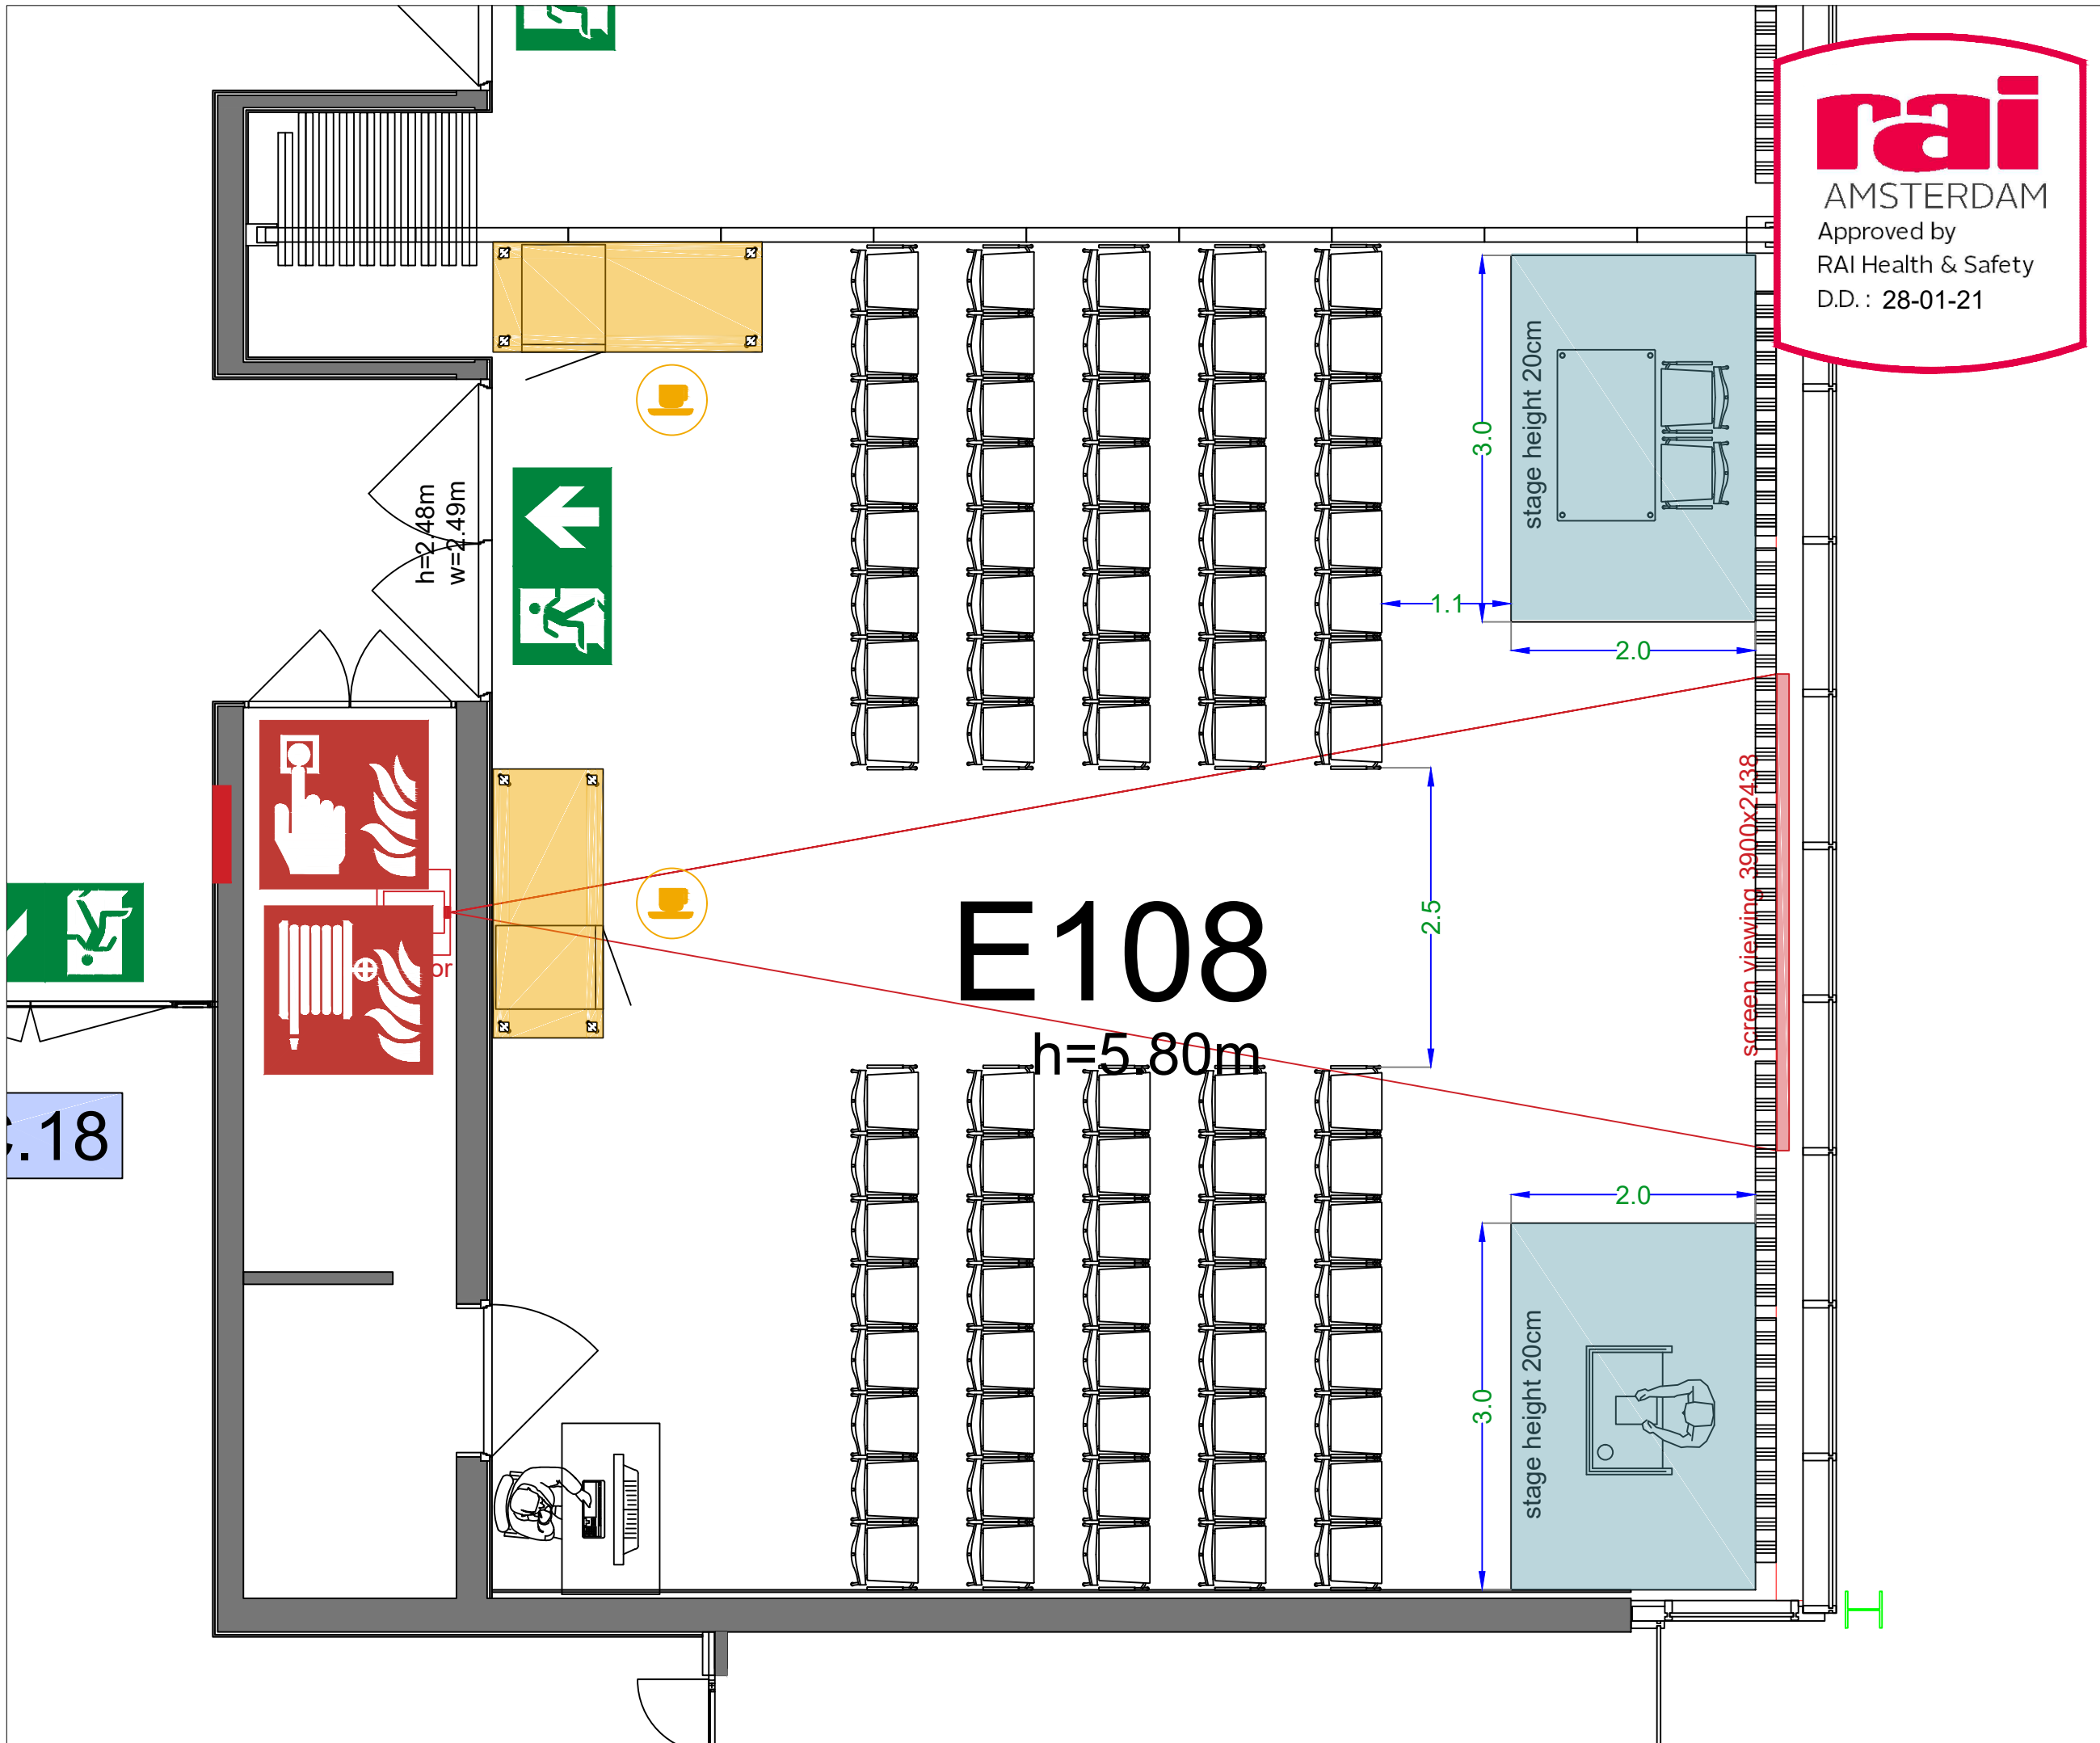 rai
AMSTERDAM
Approved by
RAI Health & Safety
D.D. : 28-01-21
stage height 20cm
3.0
h=2.48m
w=2.49m
1.1
2.0
screen viewing 3900x2438
2.5
E108
h=5.80m
or
.18
2.0
3.0
stage height 20cm